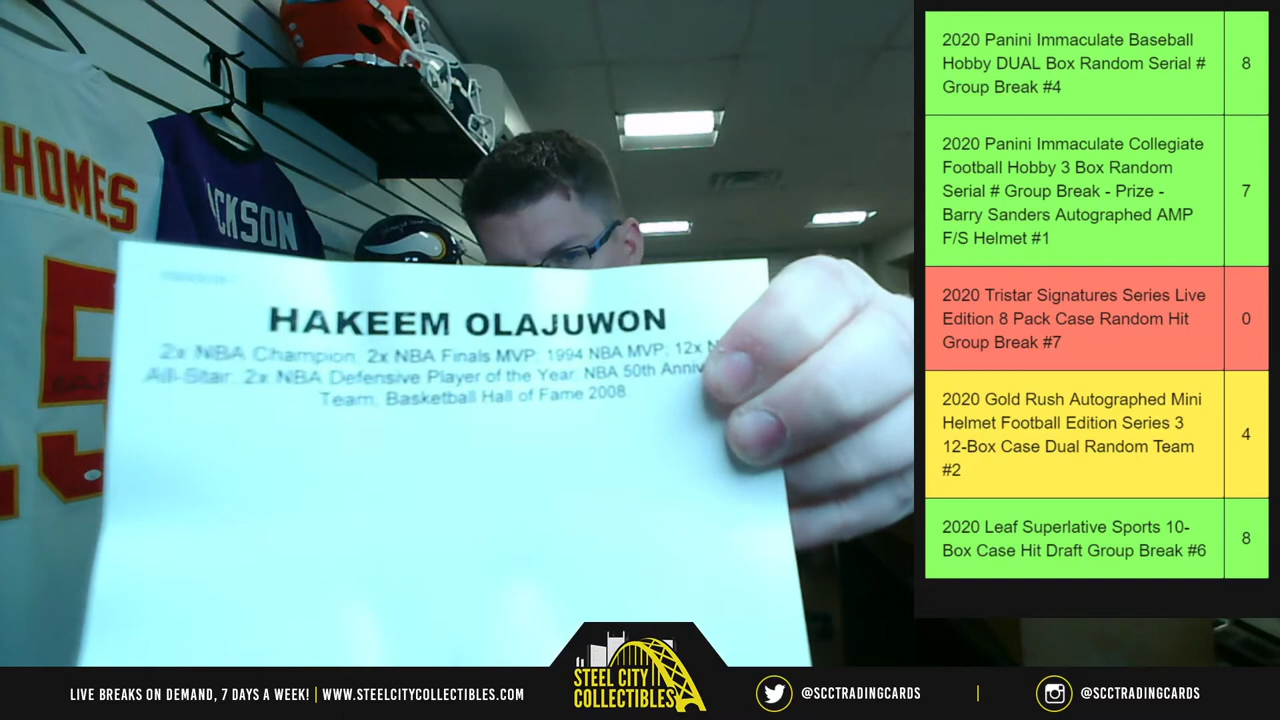 HOMES
CKSON
HAKEEM OLAJUWON
2x NBA Champion, 2x NBA Finals MVP, 1994 NBA MVP, 12x N
All-Star, 2x NBA Defensive Player of the Year, NBA 50th Anniv
Team, Basketball Hall of Fame 2008
2020 Panini Immaculate Baseball
Hobby DUAL Box Random Serial #
Group Break #4
8
2020 Panini Immaculate Collegiate
Football Hobby 3 Box Random
Serial # Group Break - Prize -
Barry Sanders Autographed AMP
F/S Helmet #1
7
2020 Tristar Signatures Series Live
Edition 8 Pack Case Random Hit
Group Break #7
0
2020 Gold Rush Autographed Mini
Helmet Football Edition Series 3
12-Box Case Dual Random Team
#2
4
2020 Leaf Superlative Sports 10-
Box Case Hit Draft Group Break #6
8
LIVE BREAKS ON DEMAND, 7 DAYS A WEEK! | WWW.STEELCITYCOLLECTIBLES.COM
STEEL CITY
COLLECTIBLES
@SCCTRADINGCARDS
@SCCTRADINGCARDS